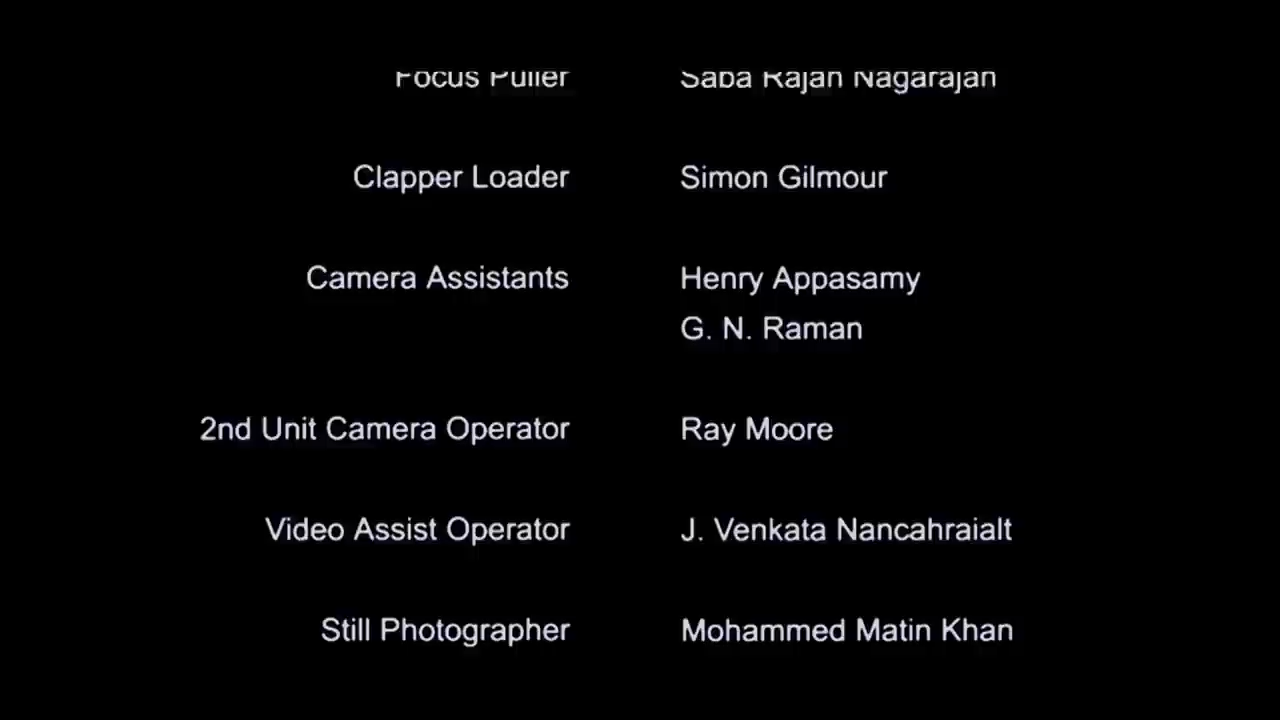 Focus Puller Saba Rajan Nagarajan
Clapper Loader Simon Gilmour
Camera Assistants Henry Appasamy
G. N. Raman
2nd Unit Camera Operator Ray Moore
Video Assist Operator J. Venkata Nancahraialt
Still Photographer Mohammed Matin Khan